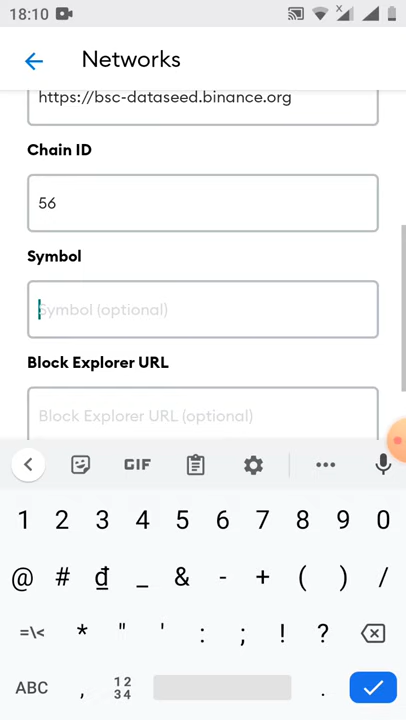 18:10
Networks
https://bsc-dataseed.binance.org
Chain ID
56
Symbol
Symbol (optional)
Block Explorer URL
Block Explorer URL (optional)
GIF
1 2 3 4 5 6 7 8 9 0
@ # ₫ _ & - + ( ) /
=\< * " ' : ; ! ?
ABC , 12 34 .